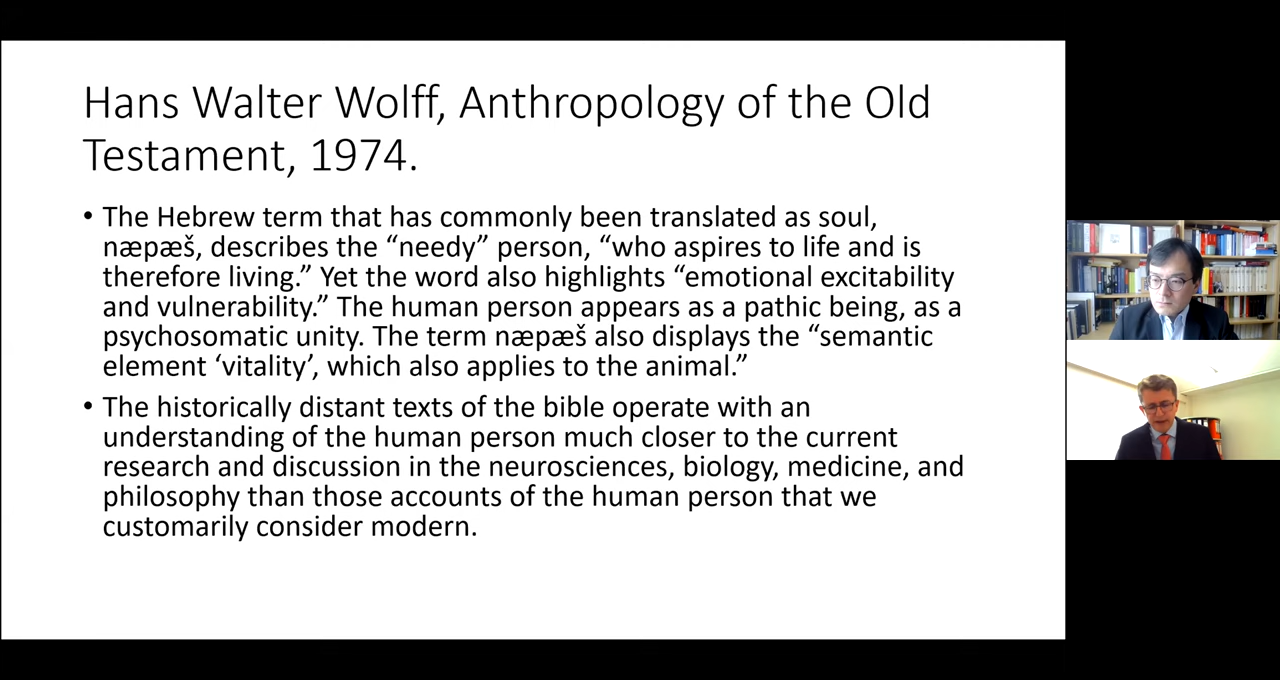 Hans Walter Wolff, Anthropology of the Old
Testament, 1974.
• The Hebrew term that has commonly been translated as soul,
næpæš, describes the “needy” person, “who aspires to life and is
therefore living.” Yet the word also highlights “emotional excitability
and vulnerability.” The human person appears as a pathic being, as a
psychosomatic unity. The term næpæš also displays the “semantic
element ‘vitality’, which also applies to the animal.”
• The historically distant texts of the bible operate with an
understanding of the human person much closer to the current
research and discussion in the neurosciences, biology, medicine, and
philosophy than those accounts of the human person that we
customarily consider modern.